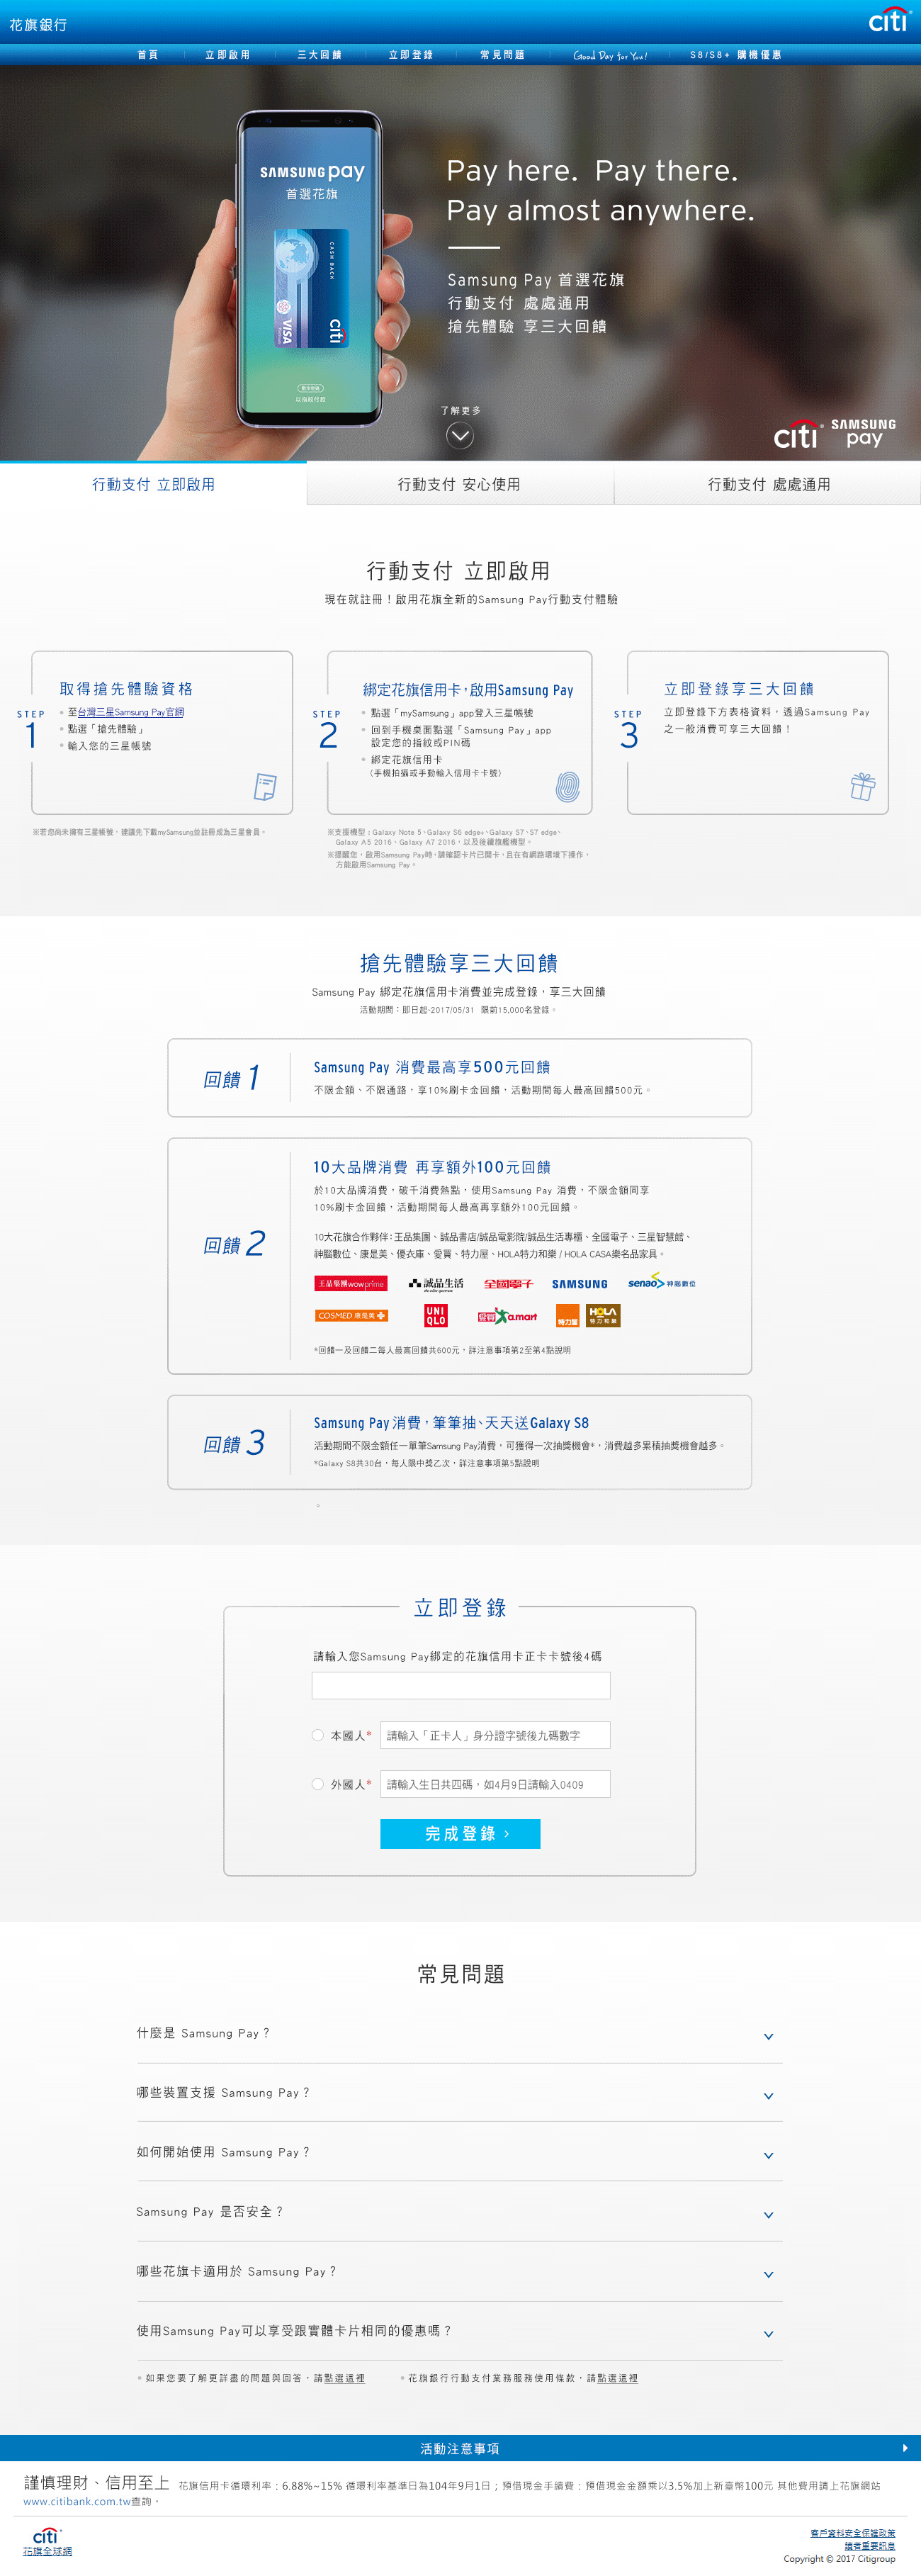 花旗銀行
citi
首頁
立即啟用
三大回饋
立即登錄
常見問題
Good Day for You!
S8/S8+ 購機優惠
SAMSUNG pay
首選花旗
CASH BACK
VISA
citi
以指紋付款
Pay here. Pay there.
Pay almost anywhere.
Samsung Pay 首選花旗
行動支付 處處通用
搶先體驗 享三大回饋
了解更多
citi SAMSUNG pay
行動支付 立即啟用
行動支付 安心使用
行動支付 處處通用
行動支付 立即啟用
現在就註冊！啟用花旗全新的Samsung Pay行動支付體驗
STEP 1
取得搶先體驗資格
至台灣三星Samsung Pay官網
點選「搶先體驗」
輸入您的三星帳號
※若您尚未擁有三星帳號，建議先下載mySamsung並註冊成為三星會員。
STEP 2
綁定花旗信用卡，啟用Samsung Pay
點選「mySamsung」app登入三星帳號
回到手機桌面點選「Samsung Pay」app
設定您的指紋或PIN碼
綁定花旗信用卡
（手機拍攝或手動輸入信用卡卡號）
※支援機型：Galaxy Note 5、Galaxy S6 edge+、Galaxy S7、S7 edge、
Galaxy A5 2016、Galaxy A7 2016，以及後續旗艦機型。
※提醒您，啟用Samsung Pay時，請確認卡片已開卡，且在有網路環境下操作，
方能啟用Samsung Pay。
STEP 3
立即登錄享三大回饋
立即登錄下方表格資料，透過Samsung Pay
之一般消費可享三大回饋！
搶先體驗享三大回饋
Samsung Pay 綁定花旗信用卡消費並完成登錄，享三大回饋
活動期間：即日起-2017/05/31 限前15,000名登錄。
回饋 1
Samsung Pay 消費最高享500元回饋
不限金額、不限通路，享10%刷卡金回饋，活動期間每人最高回饋500元。
回饋 2
10大品牌消費 再享額外100元回饋
於10大品牌消費，破千消費熱點，使用Samsung Pay 消費，不限金額同享
10%刷卡金回饋，活動期間每人最高再享額外100元回饋。
10大花旗合作夥伴：王品集團、誠品書店/誠品電影院/誠品生活專櫃、全國電子、三星智慧館、
神腦數位、康是美、優衣庫、愛買、特力屋、HOLA特力和樂 / HOLA CASA樂名品家具。
王品集團wowprime
誠品生活
全國電子
SAMSUNG
senao 神腦數位
COSMED 康是美
UNIQLO
愛買 a.mart
特力屋
HOLA 特力和樂
*回饋一及回饋二每人最高回饋共600元，詳注意事項第2至第4點說明
回饋 3
Samsung Pay 消費，筆筆抽、天天送Galaxy S8
活動期間不限金額任一單筆Samsung Pay消費，可獲得一次抽獎機會*，消費越多累積抽獎機會越多。
*Galaxy S8共30台，每人限中獎乙次，詳注意事項第5點說明
立即登錄
請輸入您Samsung Pay綁定的花旗信用卡正卡卡號後4碼
本國人* 請輸入「正卡人」身分證字號後九碼數字
外國人* 請輸入生日共四碼，如4月9日請輸入0409
完成登錄
常見問題
什麼是 Samsung Pay？
哪些裝置支援 Samsung Pay？
如何開始使用 Samsung Pay？
Samsung Pay 是否安全？
哪些花旗卡適用於 Samsung Pay？
使用Samsung Pay可以享受跟實體卡片相同的優惠嗎？
如果您要了解更詳盡的問題與回答，請點選這裡
花旗銀行行動支付業務服務使用條款，請點選這裡
活動注意事項
謹慎理財、信用至上 花旗信用卡循環利率：6.88%~15% 循環利率基準日為104年9月1日；預借現金手續費：預借現金金額乘以3.5%加上新臺幣100元 其他費用請上花旗網站
www.citibank.com.tw查詢。
citi
花旗全球網
客戶資料安全保護政策
讀者重要訊息
Copyright © 2017 Citigroup